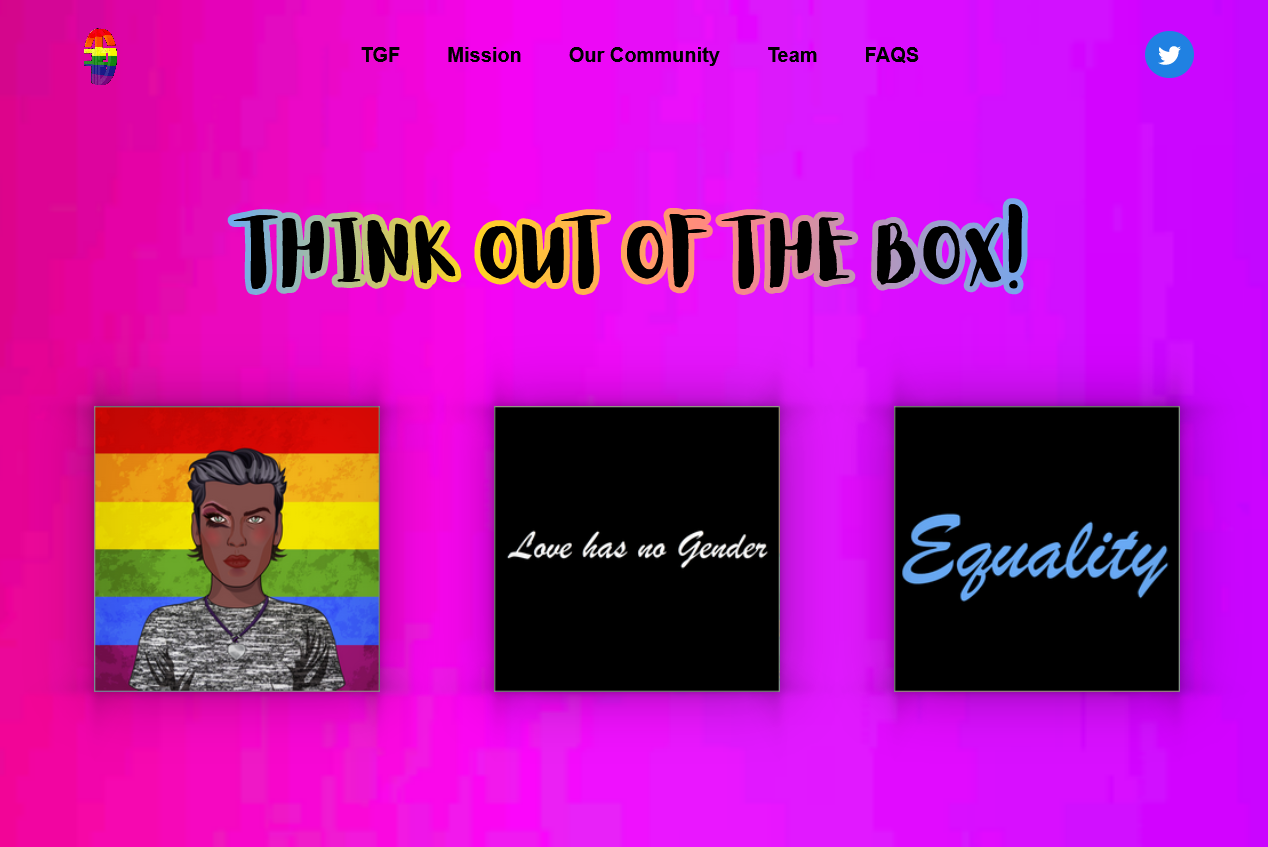 TGF Mission Our Community Team FAQS
THINK OUT OF THE BOX!
Love has no Gender
Equality